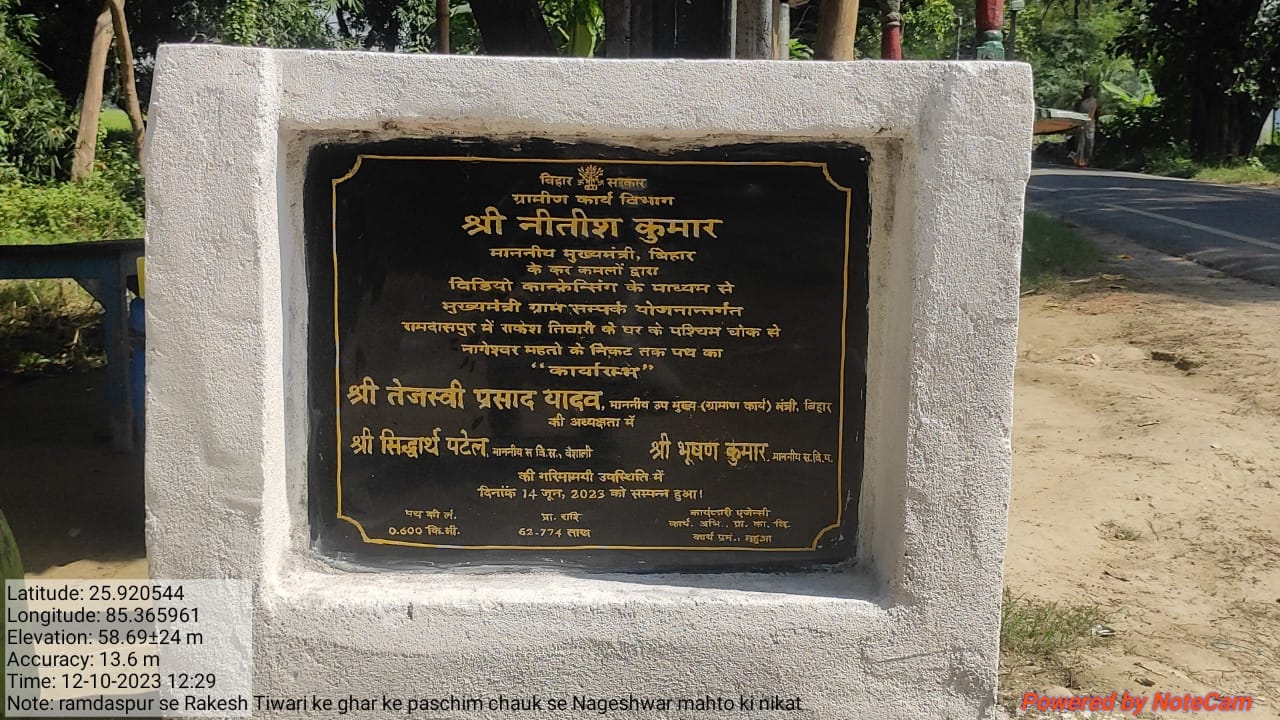 बिहार सरकार
ग्रामीण कार्य विभाग
श्री नीतीश कुमार
माननीय मुख्यमंत्री, बिहार
के कर कमलों द्वारा
विडियो कान्फ्रेन्सिंग के माध्यम से
मुख्यमंत्री ग्राम सम्पर्क योजनान्तर्गत
रामदासपुर में राकेश तिवारी के घर के पश्चिम चौक से
नागेश्वर महतो के निकट तक पथ का
“कार्यारम्भ”
श्री तेजस्वी प्रसाद यादव, माननीय उप मुख्य (ग्रामीण कार्य) मंत्री, बिहार
की अध्यक्षता में
श्री सिद्धार्थ पटेल, माननीय स.वि.स., वैशाली श्री भूषण कुमार, माननीय स.वि.प.
की गरिमामयी उपस्थिति में
दिनांक 14 जून, 2023 को सम्पन्न हुआ।
पथ की लं. प्रा. राशि कार्यकारी एजेन्सी
0.600 कि.मी. 62.774 लाख कार्य. अभि., ग्रा. का. वि.
कार्य प्रमं., महुआ
Latitude: 25.920544
Longitude: 85.365961
Elevation: 58.69±24 m
Accuracy: 13.6 m
Time: 12-10-2023 12:29
Note: ramdaspur se Rakesh Tiwari ke ghar ke paschim chauk se Nageshwar mahto ki nikat
Powered by NoteCam